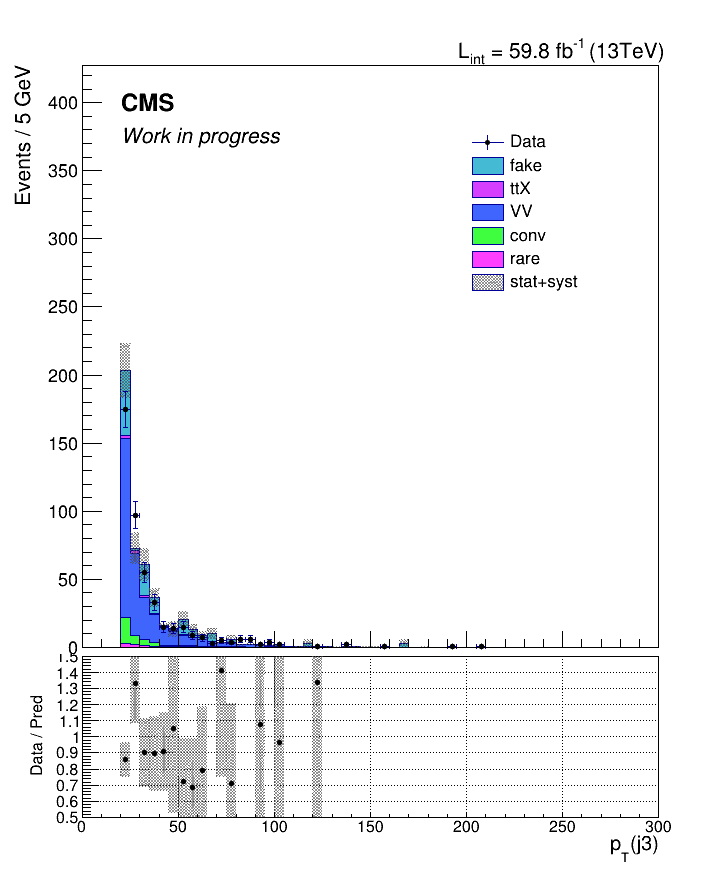 L_int = 59.8 fb⁻¹ (13TeV)
Events / 5 GeV
400
350
300
250
200
150
100
50
0
CMS
Work in progress
Data
fake
ttX
VV
conv
rare
stat+syst
Data / Pred
1.5
1.4
1.3
1.2
1.1
1
0.9
0.8
0.7
0.6
0.5
0 50 100 150 200 250 300
p_T(j3)